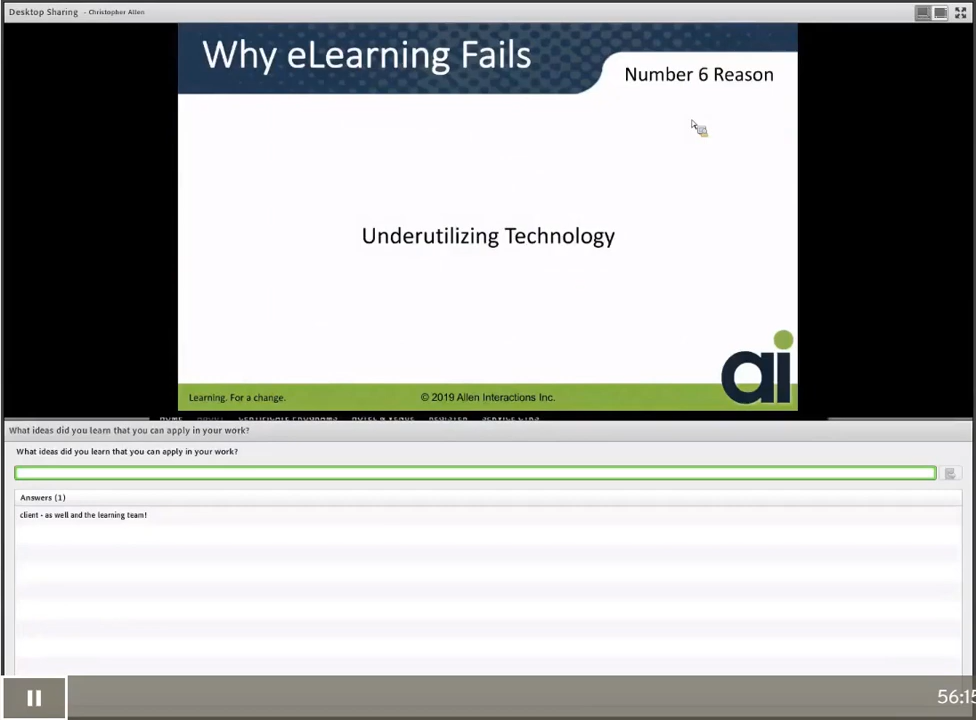 Desktop Sharing - Christopher Allen
Why eLearning Fails
Number 6 Reason
Underutilizing Technology
ai
Learning. For a change.
© 2019 Allen Interactions Inc.
What ideas did you learn that you can apply in your work?
What ideas did you learn that you can apply in your work?
Answers (1)
client - as well and the learning team!
56:15